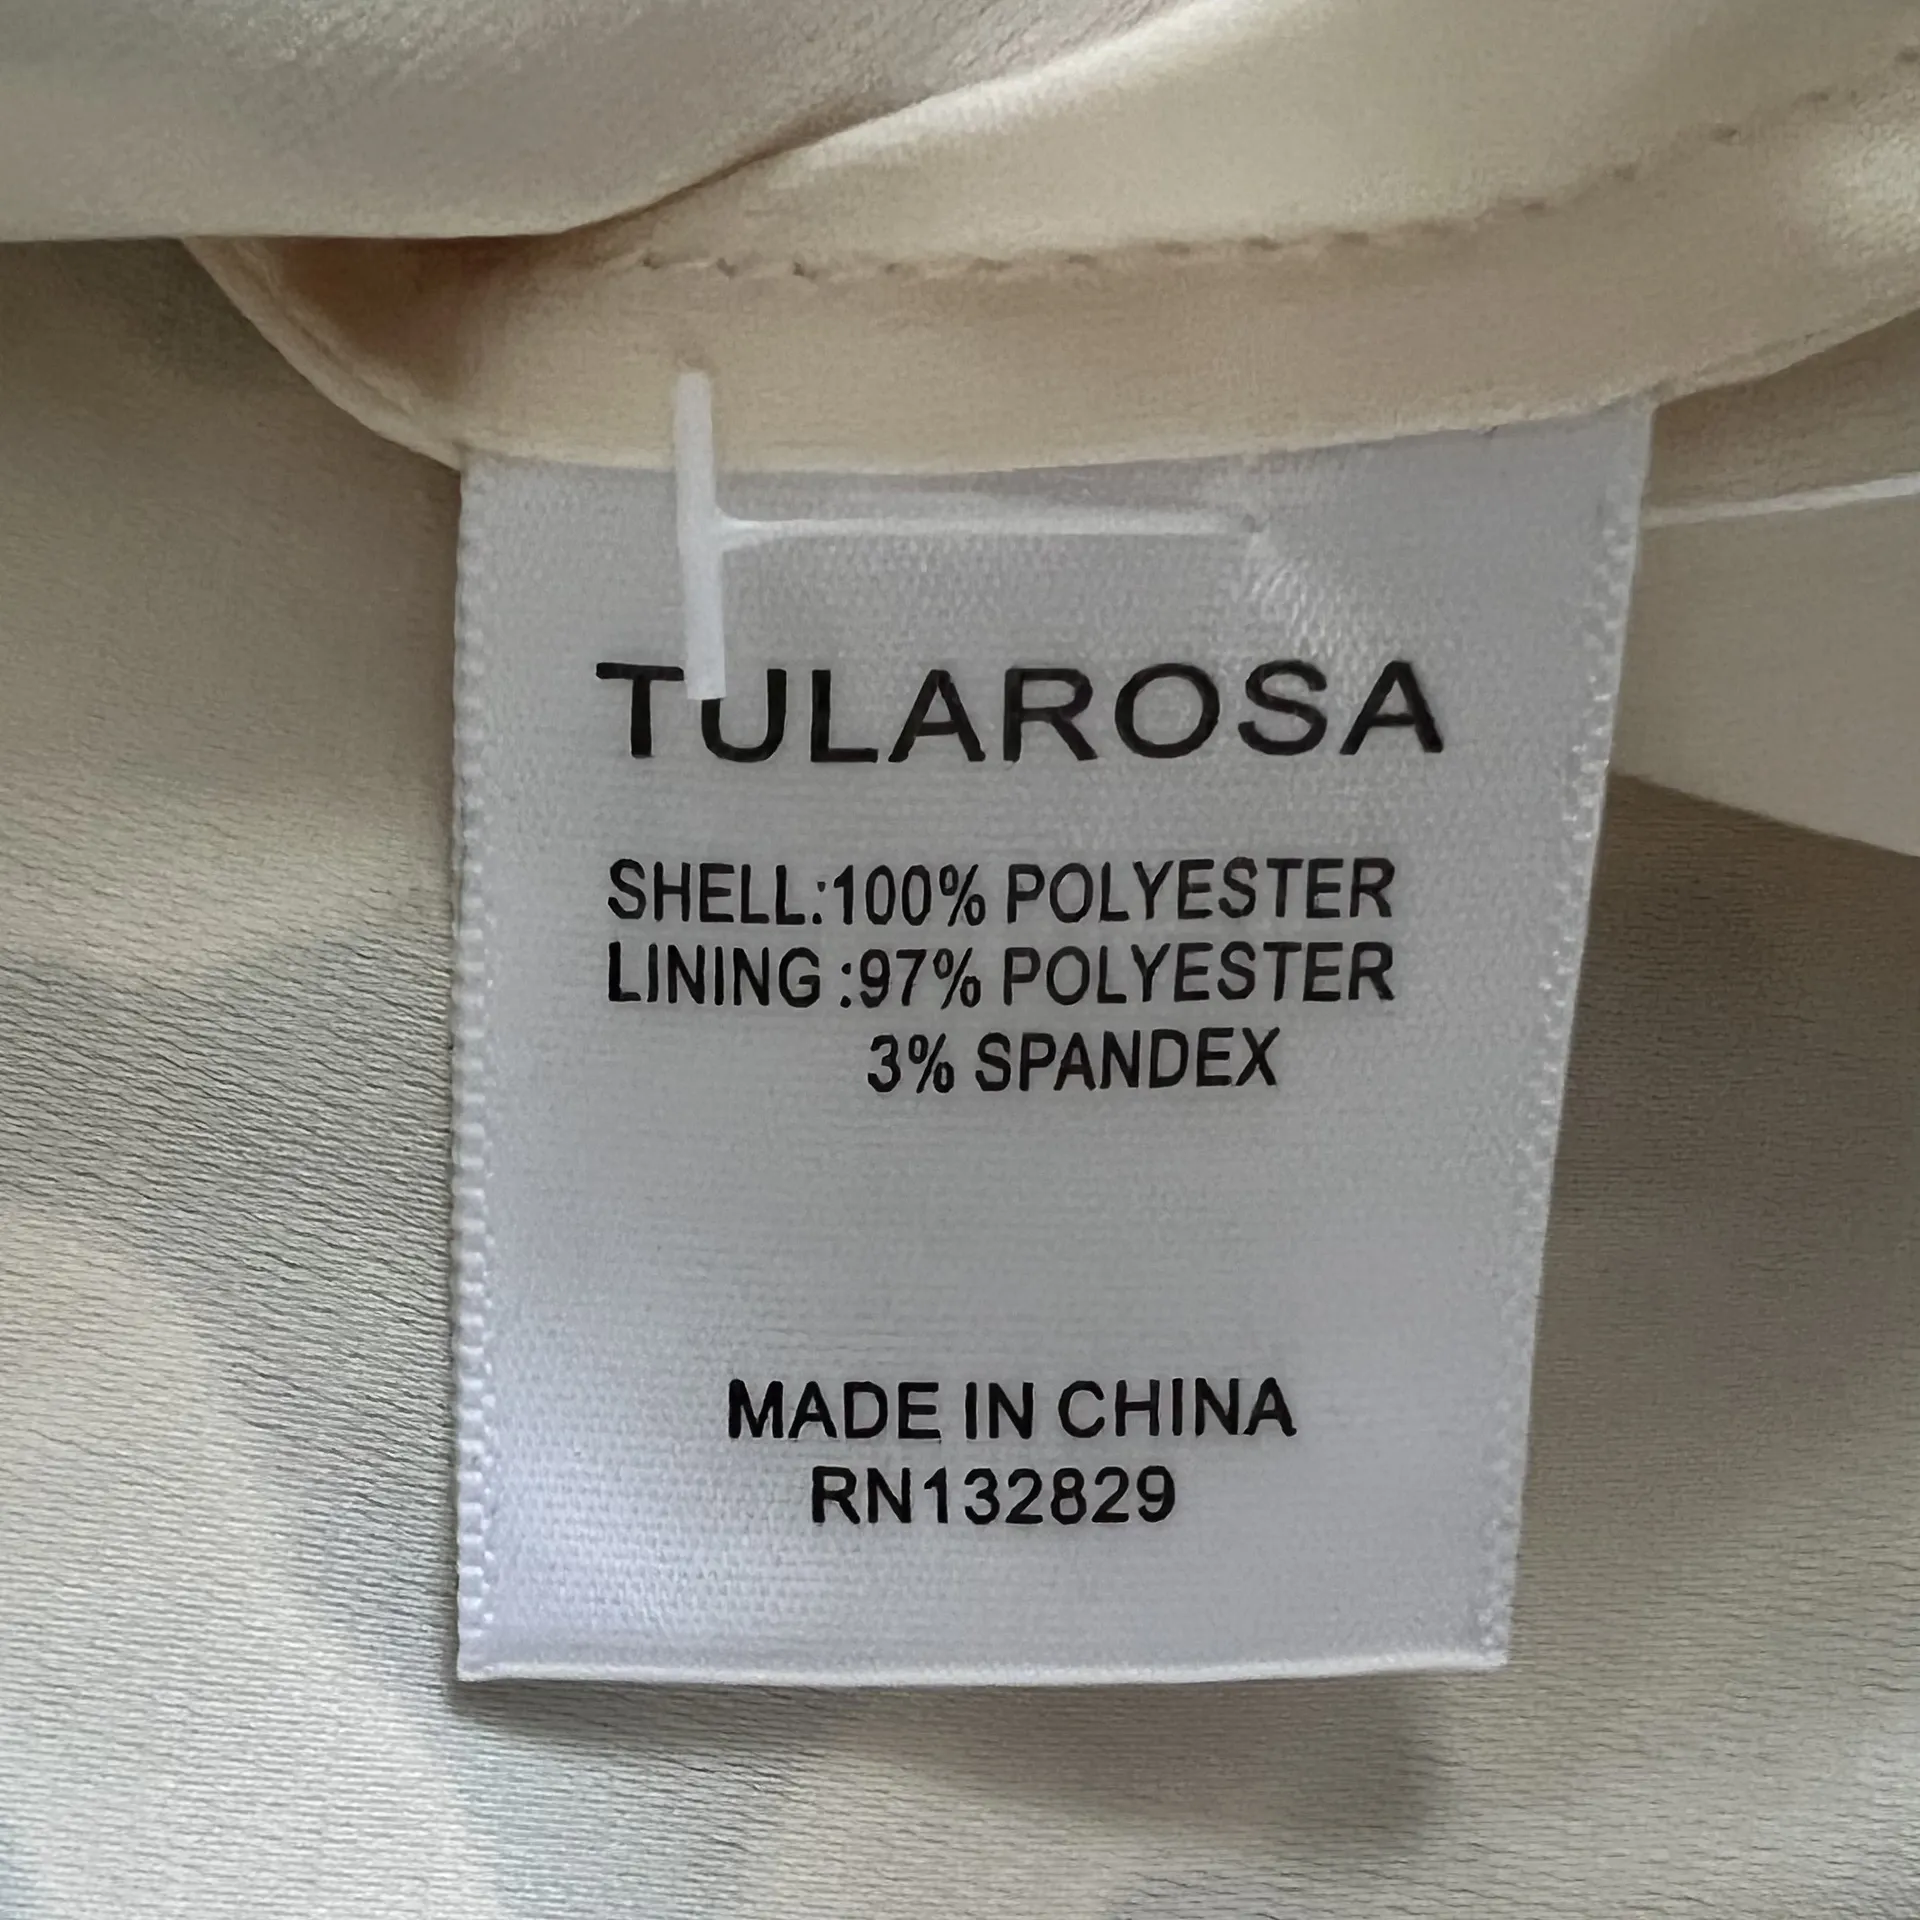 TULAROSA
SHELL:100% POLYESTER
LINING :97% POLYESTER
3% SPANDEX
MADE IN CHINA
RN132829